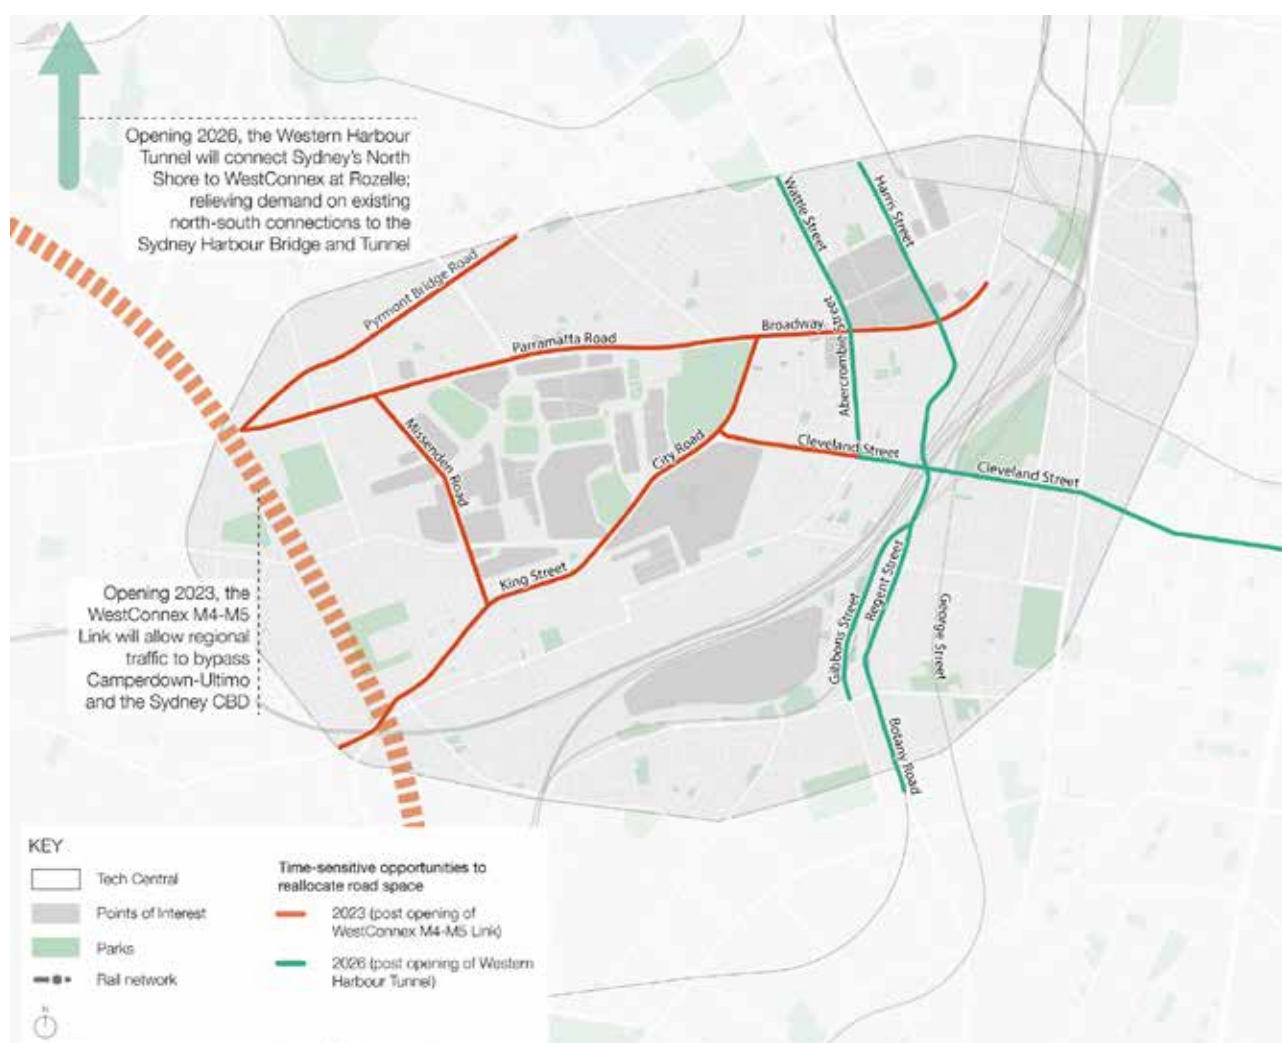 Opening 2026, the Western Harbour
Tunnel will connect Sydney's North
Shore to WestConnex at Rozelle;
relieving demand on existing
north-south connections to the
Sydney Harbour Bridge and Tunnel
Wattle Street
Harris Street
Pyrmont Bridge Road
Parramatta Road
Broadway
Abercrombie Street
Missenden Road
City Road
Cleveland Street
Cleveland Street
King Street
Opening 2023, the
WestConnex M4-M5
Link will allow regional
traffic to bypass
Camperdown-Ultimo
and the Sydney CBD
Gibbons Street
Regent Street
George Street
Botany Road
KEY
Tech Central
Points of Interest
Parks
Rail network
N
Time-sensitive opportunities to
reallocate road space
2023 (post opening of
WestConnex M4-M5 Link)
2026 (post opening of Western
Harbour Tunnel)